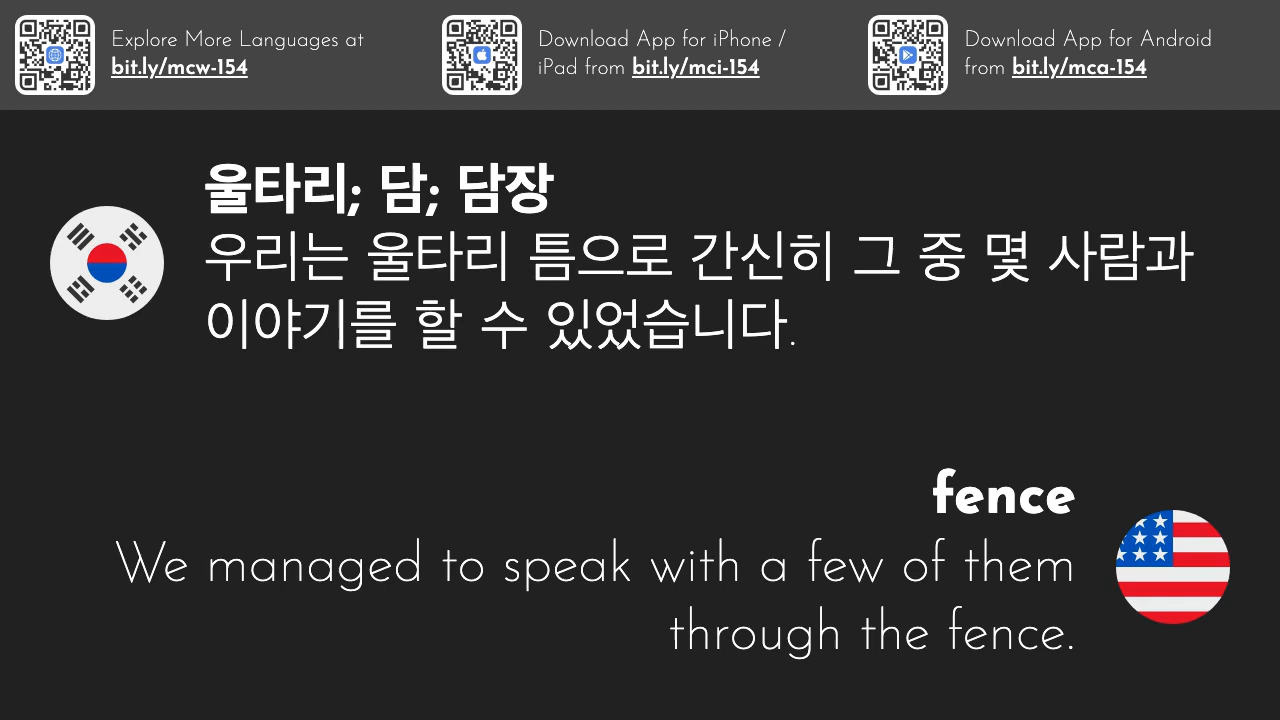 Explore More Languages at
bit.ly/mcw-154
Download App for iPhone /
iPad from bit.ly/mci-154
Download App for Android
from bit.ly/mca-154
울타리; 담; 담장
우리는 울타리 틈으로 간신히 그 중 몇 사람과
이야기를 할 수 있었습니다.
fence
We managed to speak with a few of them
through the fence.